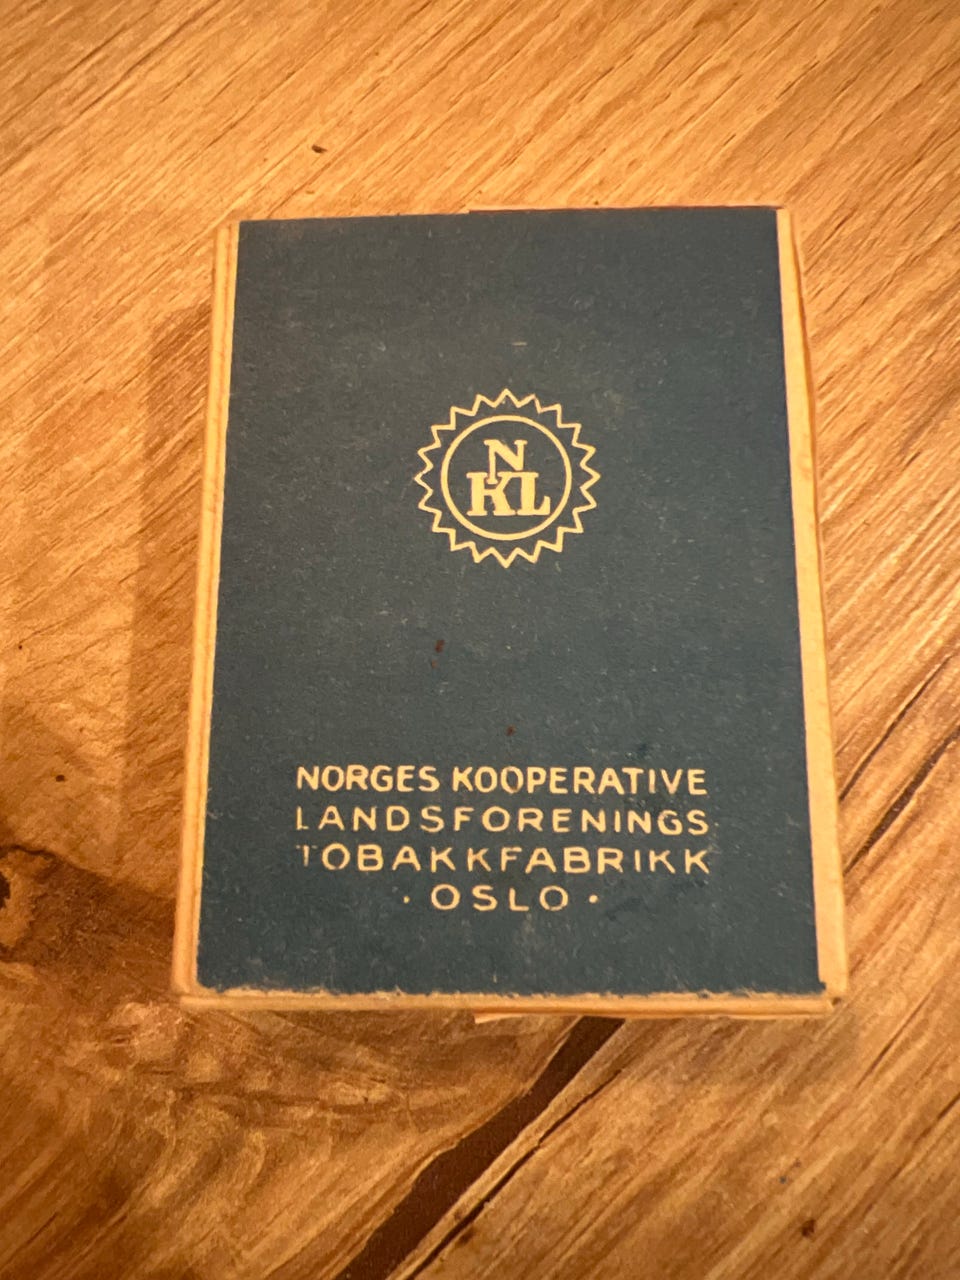 N
KL
NORGES KOOPERATIVE
LANDSFORENINGS
TOBAKKFABRIKK
· OSLO ·